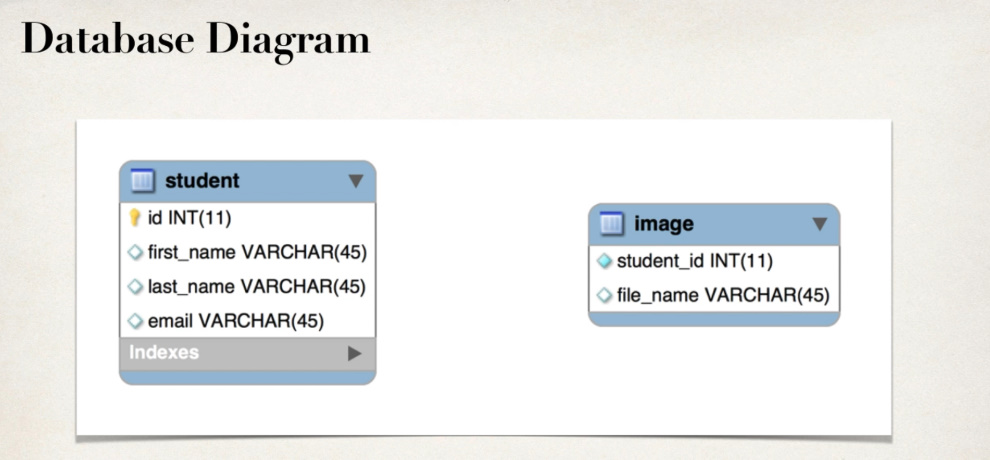 Database Diagram
student
id INT(11)
first_name VARCHAR(45)
last_name VARCHAR(45)
email VARCHAR(45)
Indexes
image
student_id INT(11)
file_name VARCHAR(45)